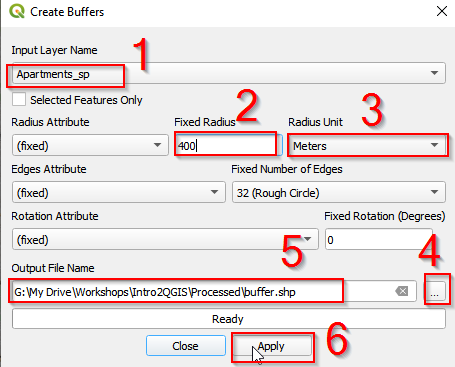 Create Buffers
Input Layer Name
1
Apartments_sp
Selected Features Only
2
3
Radius Attribute Fixed Radius Radius Unit
(fixed) 400 Meters
Edges Attribute Fixed Number of Edges
(fixed) 32 (Rough Circle)
Rotation Attribute Fixed Rotation (Degrees)
(fixed) 0
5
4
Output File Name
G:\My Drive\Workshops\Intro2QGIS\Processed\buffer.shp ...
Ready
6
Close Apply